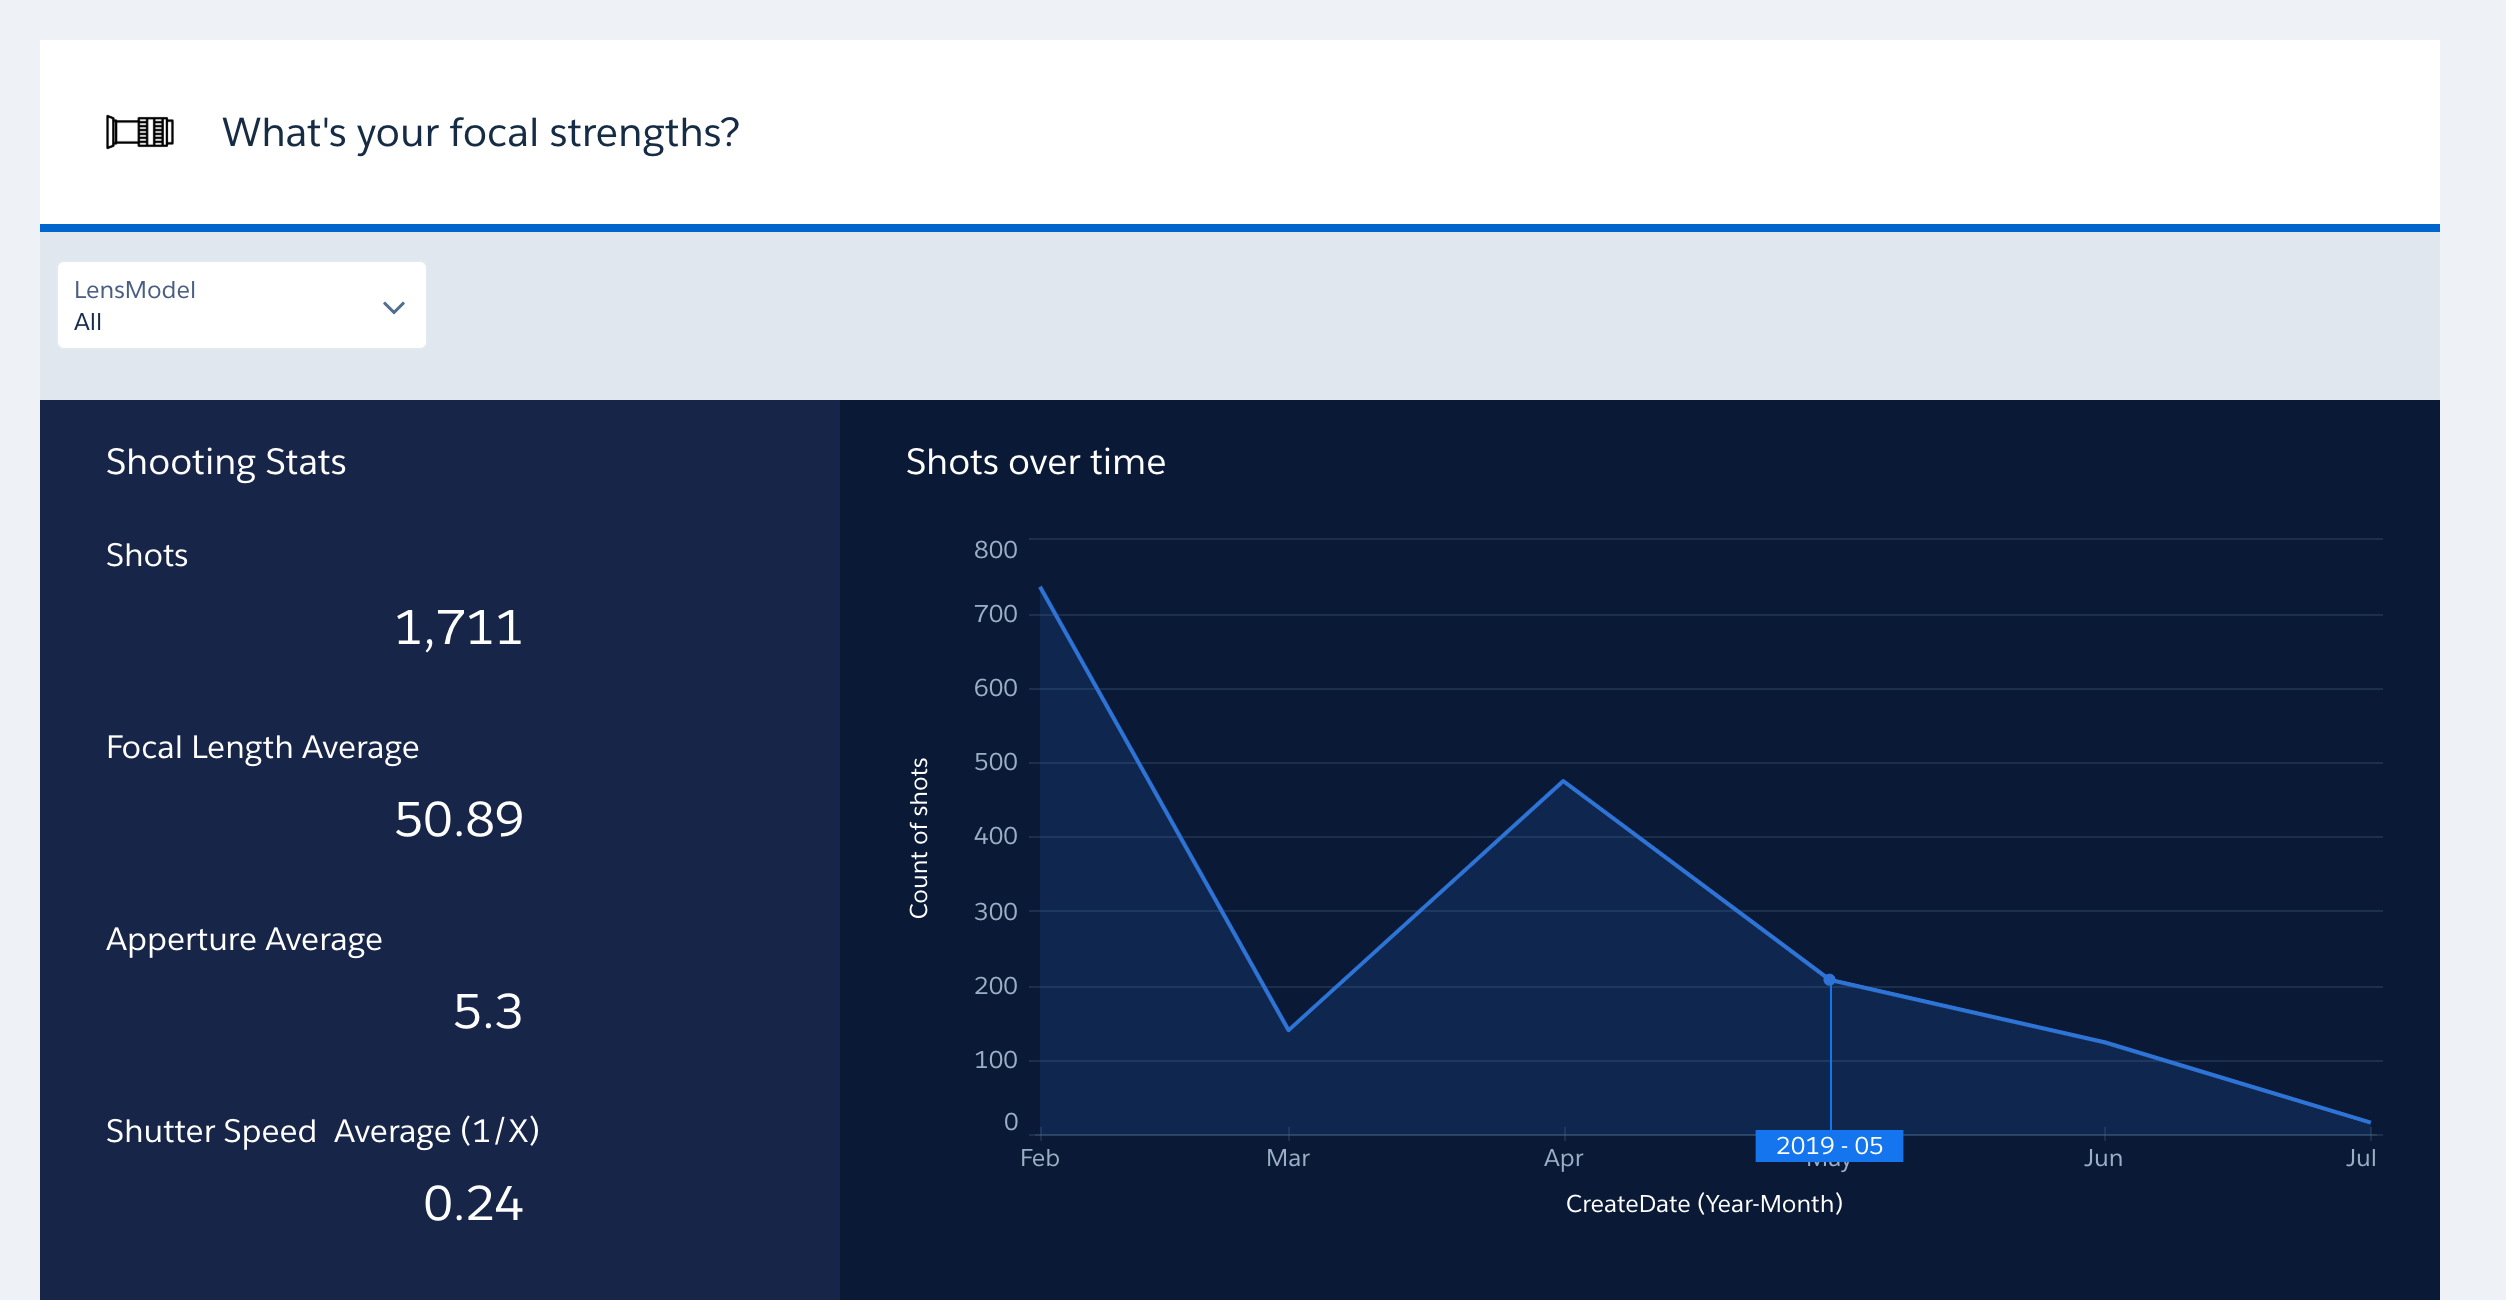 What's your focal strengths?
LensModel
All
Shooting Stats
Shots
1,711
Focal Length Average
50.89
Apperture Average
5.3
Shutter Speed  Average (1/X)
0.24
Shots over time
Count of shots
800
700
600
500
400
300
200
100
0
2019 - 05
Feb Mar Apr May Jun Jul
CreateDate (Year-Month)